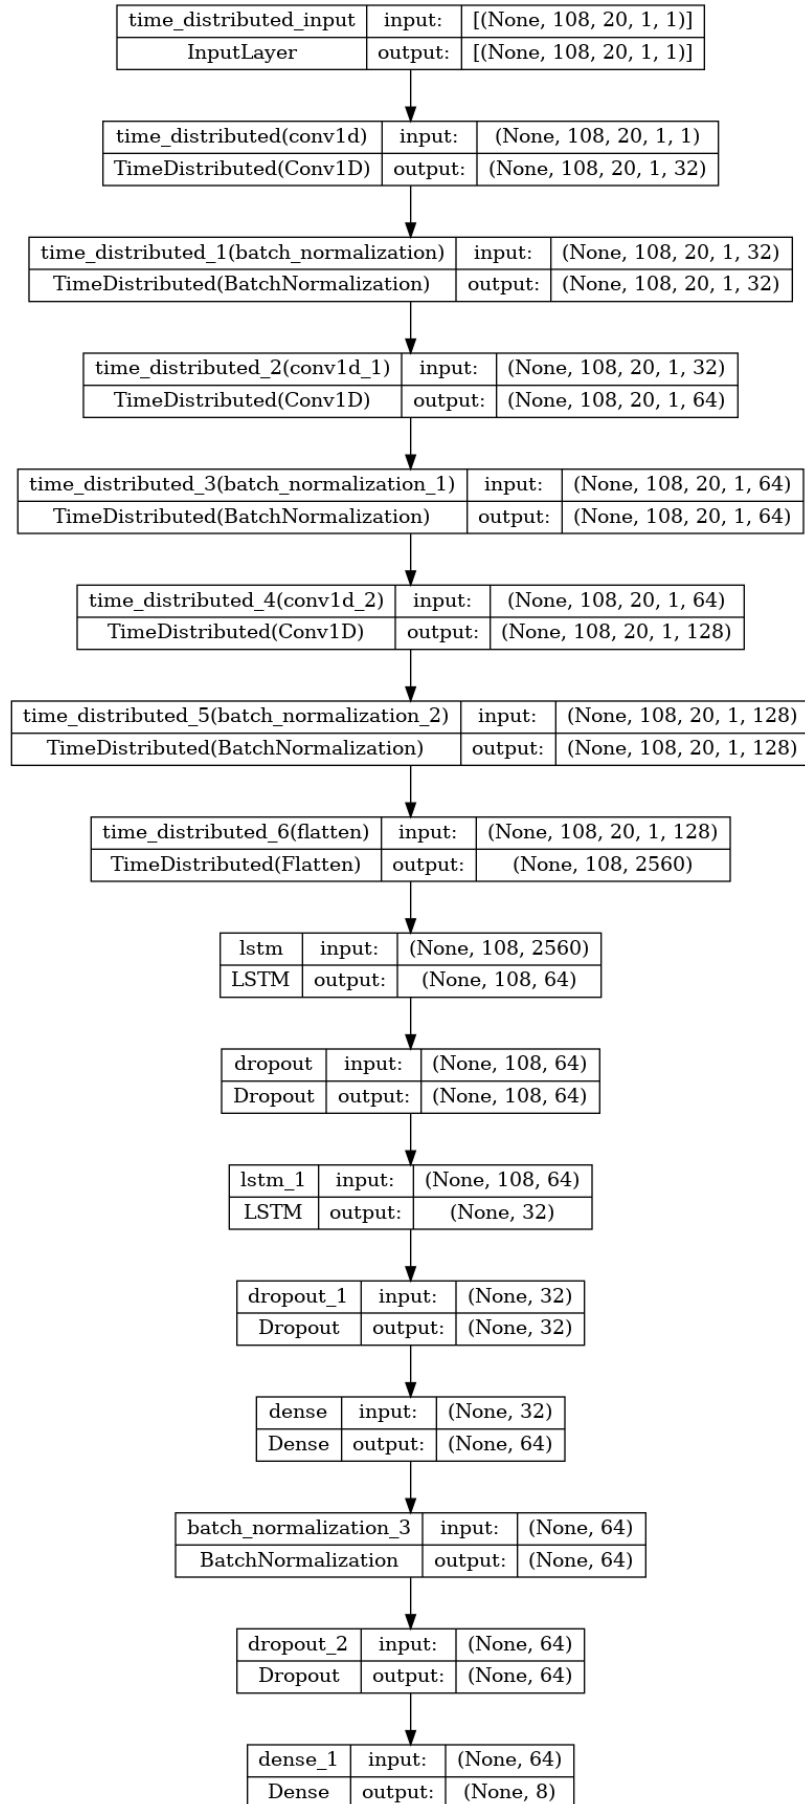 time_distributed_input input: [(None, 108, 20, 1, 1)]
InputLayer output: [(None, 108, 20, 1, 1)]
time_distributed(conv1d) input: (None, 108, 20, 1, 1)
TimeDistributed(Conv1D) output: (None, 108, 20, 1, 32)
time_distributed_1(batch_normalization) input: (None, 108, 20, 1, 32)
TimeDistributed(BatchNormalization) output: (None, 108, 20, 1, 32)
time_distributed_2(conv1d_1) input: (None, 108, 20, 1, 32)
TimeDistributed(Conv1D) output: (None, 108, 20, 1, 64)
time_distributed_3(batch_normalization_1) input: (None, 108, 20, 1, 64)
TimeDistributed(BatchNormalization) output: (None, 108, 20, 1, 64)
time_distributed_4(conv1d_2) input: (None, 108, 20, 1, 64)
TimeDistributed(Conv1D) output: (None, 108, 20, 1, 128)
time_distributed_5(batch_normalization_2) input: (None, 108, 20, 1, 128)
TimeDistributed(BatchNormalization) output: (None, 108, 20, 1, 128)
time_distributed_6(flatten) input: (None, 108, 20, 1, 128)
TimeDistributed(Flatten) output: (None, 108, 2560)
lstm input: (None, 108, 2560)
LSTM output: (None, 108, 64)
dropout input: (None, 108, 64)
Dropout output: (None, 108, 64)
lstm_1 input: (None, 108, 64)
LSTM output: (None, 32)
dropout_1 input: (None, 32)
Dropout output: (None, 32)
dense input: (None, 32)
Dense output: (None, 64)
batch_normalization_3 input: (None, 64)
BatchNormalization output: (None, 64)
dropout_2 input: (None, 64)
Dropout output: (None, 64)
dense_1 input: (None, 64)
Dense output: (None, 8)